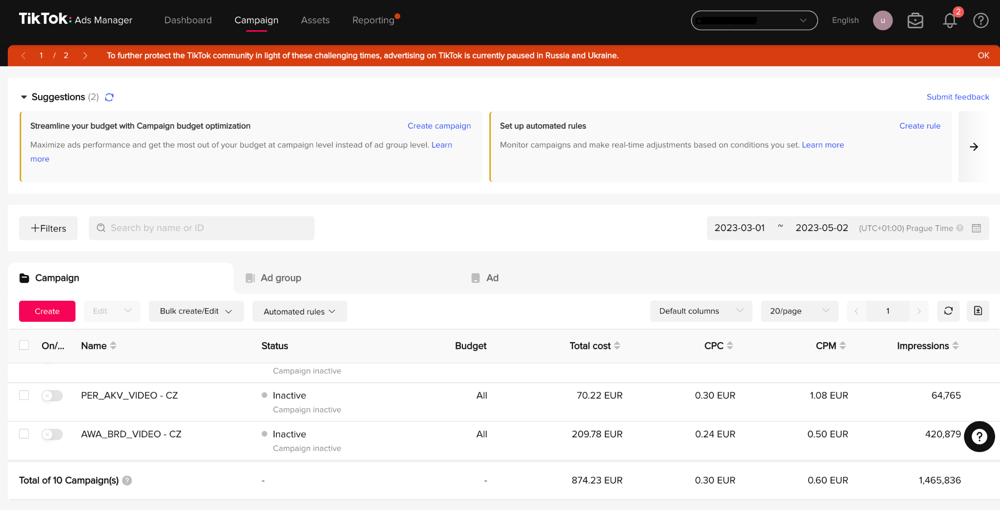 TikTok: Ads Manager Dashboard Campaign Assets Reporting English u 2
1 / 2 To further protect the TikTok community in light of these challenging times, advertising on TikTok is currently paused in Russia and Ukraine. OK
Suggestions (2) Submit feedback
Streamline your budget with Campaign budget optimization Create campaign
Maximize ads performance and get the most out of your budget at campaign level instead of ad group level. Learn
more
Set up automated rules Create rule
Monitor campaigns and make real-time adjustments based on conditions you set. Learn more
+Filters Search by name or ID 2023-03-01 ~ 2023-05-02 (UTC+01:00) Prague Time ?
Campaign Ad group Ad
Create Edit Bulk create/Edit Automated rules Default columns 20/page 1
On/... Name Status Budget Total cost CPC CPM Impressions
Campaign inactive
PER_AKV_VIDEO - CZ Inactive All 70.22 EUR 0.30 EUR 1.08 EUR 64,765
Campaign inactive
AWA_BRD_VIDEO - CZ Inactive All 209.78 EUR 0.24 EUR 0.50 EUR 420,879
Campaign inactive
Total of 10 Campaign(s) ? - - 874.23 EUR 0.30 EUR 0.60 EUR 1,465,836